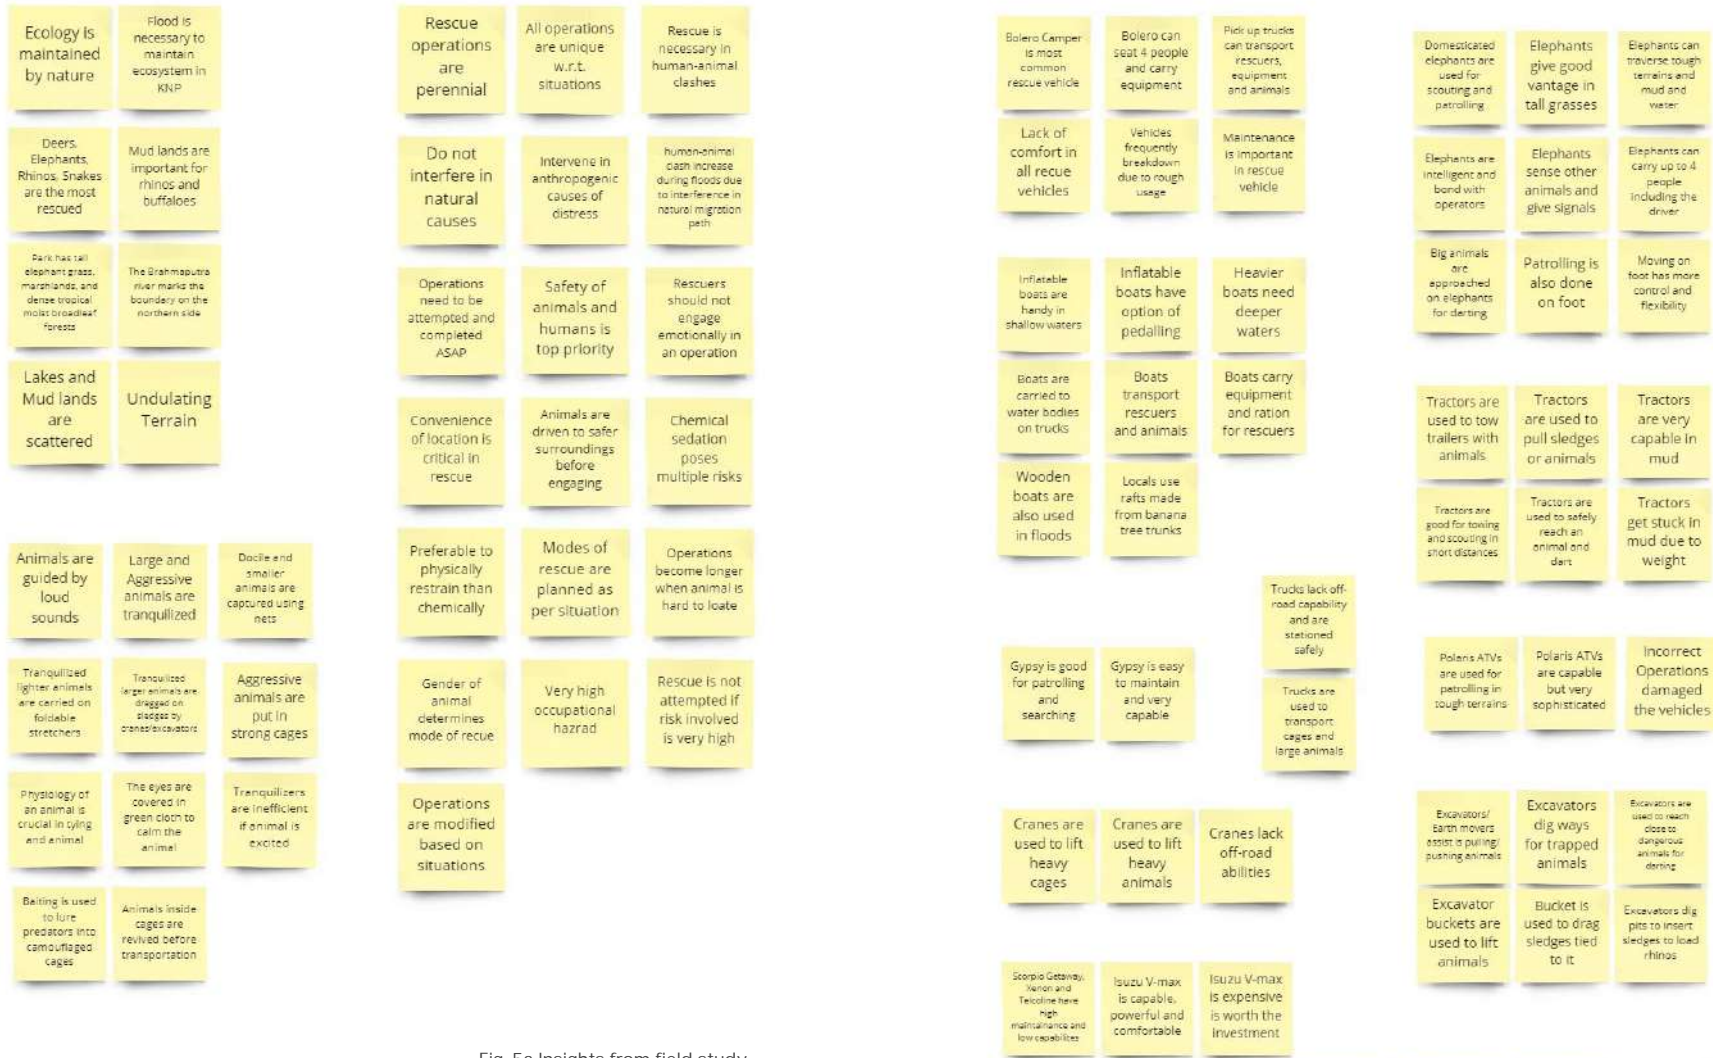 Ecology is
maintained
by nature
Flood is
necessary to
maintain
ecosystem in
KNP
Deers,
Elephants,
Rhinos, Snakes
are the most
rescued
Mud lands are
important for
rhinos and
buffaloes
Park has tall
elephant grass,
marshlands, and
dense tropical
moist broadleaf
forests
The Brahmaputra
river marks the
boundary on the
northern side
Lakes and
Mud lands
are
scattered
Undulating
Terrain
Animals are
guided by
loud
sounds
Large and
Aggressive
animals are
tranquilized
Docile and
smaller
animals are
captured using
nets
Tranquilized
lighter animals
are carried on
foldable
stretchers
Tranquilized
larger animals are
dragged on
sledges by
cranes/excavators
Aggressive
animals are
put in
strong cages
Physiology of
an animal is
crucial in tying
and animal
The eyes are
covered in
green cloth to
calm the
animal
Tranquilizers
are inefficient
if animal is
excited
Baiting is used
to lure
predators into
camouflaged
cages
Animals inside
cages are
revived before
transportation
Rescue
operations
are
perennial
All operations
are unique
w.r.t.
situations
Rescue is
necessary in
human-animal
clashes
Do not
interfere in
natural
causes
Intervene in
anthropogenic
causes of
distress
human-animal
clash increase
during floods due
to interference in
natural migration
path
Operations
need to be
attempted and
completed
ASAP
Safety of
animals and
humans is
top priority
Rescuers
should not
engage
emotionally in
an operation
Convenience
of location is
critical in
rescue
Animals are
driven to safer
surroundings
before
engaging
Chemical
sedation
poses
multiple risks
Preferable to
physically
restrain than
chemically
Modes of
rescue are
planned as
per situation
Operations
become longer
when animal is
hard to loate
Gender of
animal
determines
mode of recue
Very high
occupational
hazrad
Rescue is not
attempted if
risk involved
is very high
Operations
are modified
based on
situations
Bolero Camper
is most
common
rescue vehicle
Bolero can
seat 4 people
and carry
equipment
Pick up trucks
can transport
rescuers,
equipment
and animals
Lack of
comfort in
all recue
vehicles
Vehicles
frequently
breakdown
due to rough
usage
Maintenance
is important
in rescue
vehicle
Inflatable
boats are
handy in
shallow waters
Inflatable
boats have
option of
pedalling
Heavier
boats need
deeper
waters
Boats are
carried to
water bodies
on trucks
Boats
transport
rescuers
and animals
Boats carry
equipment
and ration
for rescuers
Wooden
boats are
also used
in floods
Locals use
rafts made
from banana
tree trunks
Trucks lack off-
road capability
and are
stationed
safely
Gypsy is good
for patrolling
and
searching
Gypsy is easy
to maintain
and very
capable
Trucks are
used to
transport
cages and
large animals
Cranes are
used to lift
heavy
cages
Cranes are
used to lift
heavy
animals
Cranes lack
off-road
abilities
Scorpio Getaway,
Xenon and
Telcoline have
high
maintainance and
low capabilites
Isuzu V-max
is capable,
powerful and
comfortable
Isuzu V-max
is expensive
is worth the
investment
Domesticated
elephants are
used for
scouting and
patrolling
Elephants
give good
vantage in
tall grasses
Elephants can
traverse tough
terrains and
mud and
water
Elephants are
intelligent and
bond with
operators
Elephants
sense other
animals and
give signals
Elephants can
carry up to 4
people
including the
driver
Big animals
are
approached
on elephants
for darting
Patrolling is
also done
on foot
Moving on
foot has more
control and
flexibility
Tractors are
used to tow
trailers with
animals
Tractors
are used to
pull sledges
or animals
Tractors
are very
capable in
mud
Tractors are
good for towing
and scouting in
short distances
Tractors are
used to safely
reach an
animal and
dart
Tractors
get stuck in
mud due to
weight
Polaris ATVs
are used for
patrolling in
tough terrains
Polaris ATVs
are capable
but very
sophisticated
Incorrect
Operations
damaged
the vehicles
Excavators/
Earth movers
assist is pulling/
pushing animals
Excavators
dig ways
for trapped
animals
Excavators are
used to reach
close to
dangerous
animals for
darting
Excavator
buckets are
used to lift
animals
Bucket is
used to drag
sledges tied
to it
Excavators dig
pits to insert
sledges to load
rhinos
Fig. 5a Insights from field study